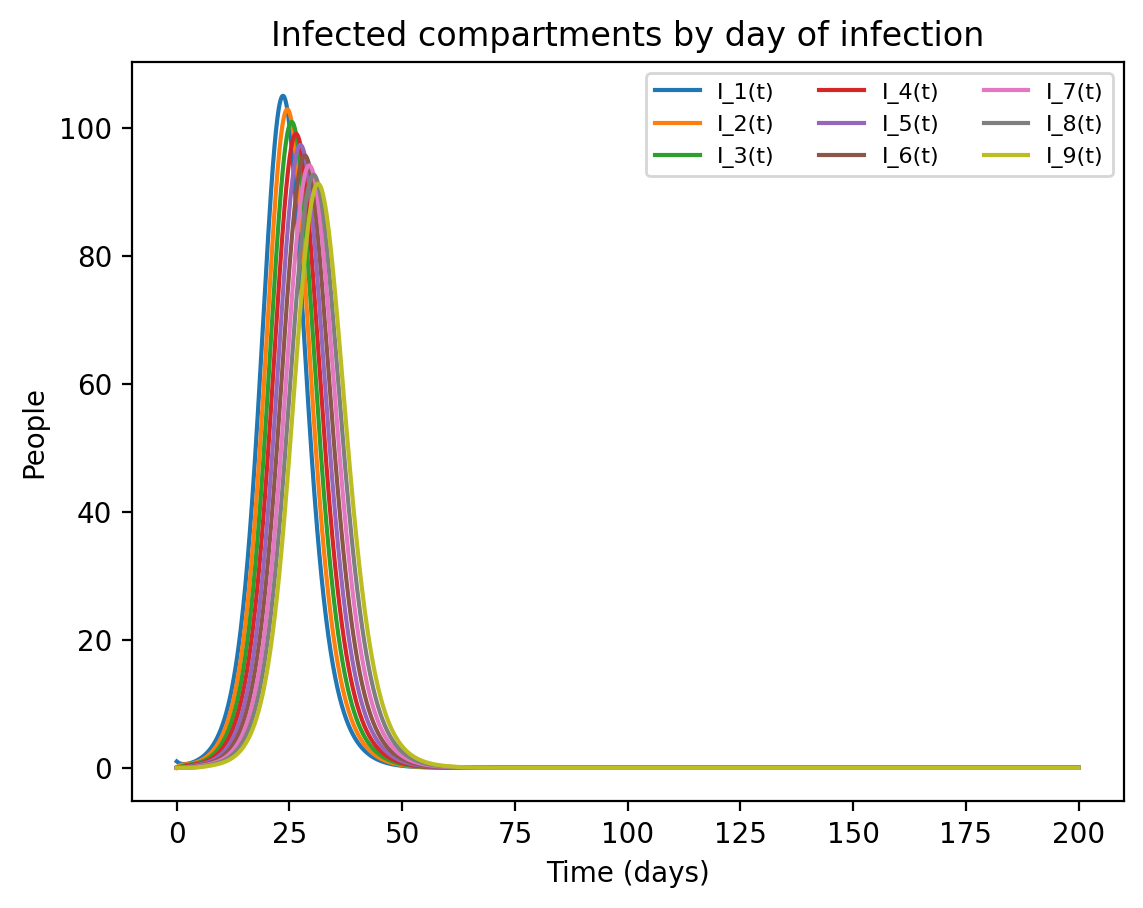 Infected compartments by day of infection
I_1(t) I_4(t) I_7(t)
I_2(t) I_5(t) I_8(t)
I_3(t) I_6(t) I_9(t)
100
80
60
40
20
0
People
0 25 50 75 100 125 150 175 200
Time (days)